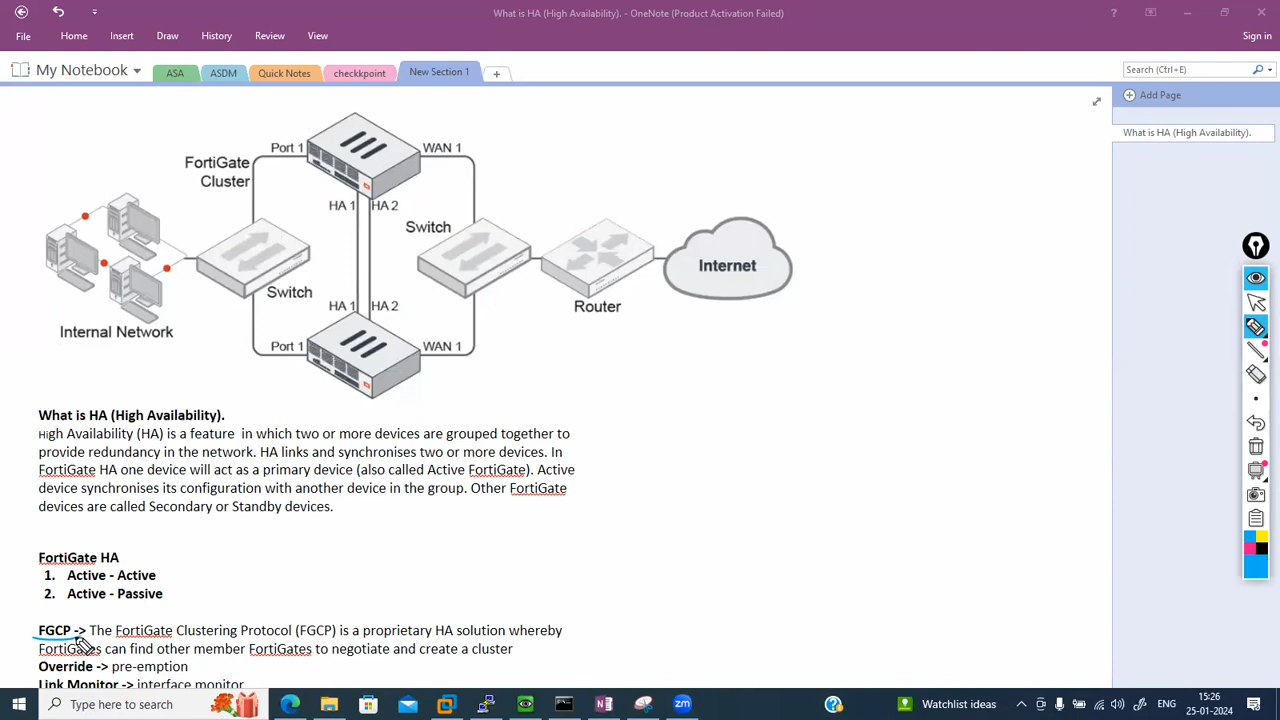 What is HA (High Availability). - OneNote (Product Activation Failed)
File Home Insert Draw History Review View
Sign in
My Notebook
ASA
ASDM
Quick Notes
checkkpoint
New Section 1
Search (Ctrl+E)
Add Page
What is HA (High Availability).
Port 1
WAN 1
FortiGate
Cluster
HA 1 HA 2
Switch
Internet
Switch
HA 1 HA 2
Router
Internal Network
Port 1
WAN 1
What is HA (High Availability).
High Availability (HA) is a feature in which two or more devices are grouped together to
provide redundancy in the network. HA links and synchronises two or more devices. In
FortiGate HA one device will act as a primary device (also called Active FortiGate). Active
device synchronises its configuration with another device in the group. Other FortiGate
devices are called Secondary or Standby devices.
FortiGate HA
1. Active - Active
2. Active - Passive
FGCP -> The FortiGate Clustering Protocol (FGCP) is a proprietary HA solution whereby
FortiGates can find other member FortiGates to negotiate and create a cluster
Override -> pre-emption
Link Monitor -> interface monitor
Type here to search
zm
Watchlist ideas
ENG
15:26
25-01-2024